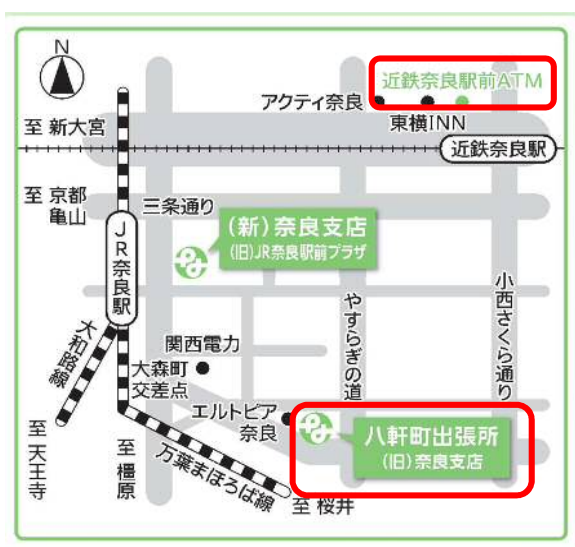 N
近鉄奈良駅前ATM
アクティ奈良
東横INN
至 新大宮
近鉄奈良駅
至 京都
亀山
三条通り
(新)奈良支店
(旧)JR奈良駅前プラザ
JR奈良駅
小西さくら通り
やすらぎの道
大和路線
関西電力
大森町
交差点
エルトピア
奈良
八軒町出張所
(旧)奈良支店
至 天王寺
至 橿原
万葉まほろば線
至 桜井